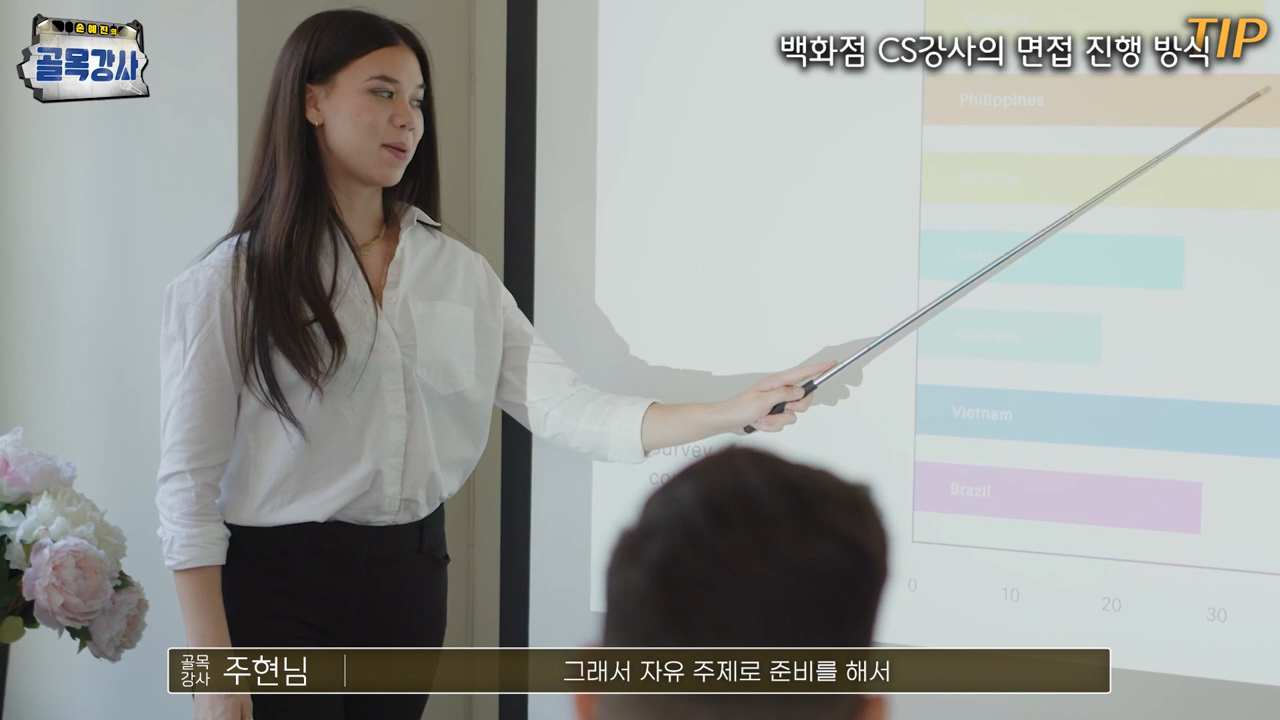 손혜진의
골목강사
백화점 CS강사의 면접 진행 방식 TIP
Philippines
Vietnam
Brazil
0 10 20 30
골목
강사
주현님
그래서 자유 주제로 준비를 해서